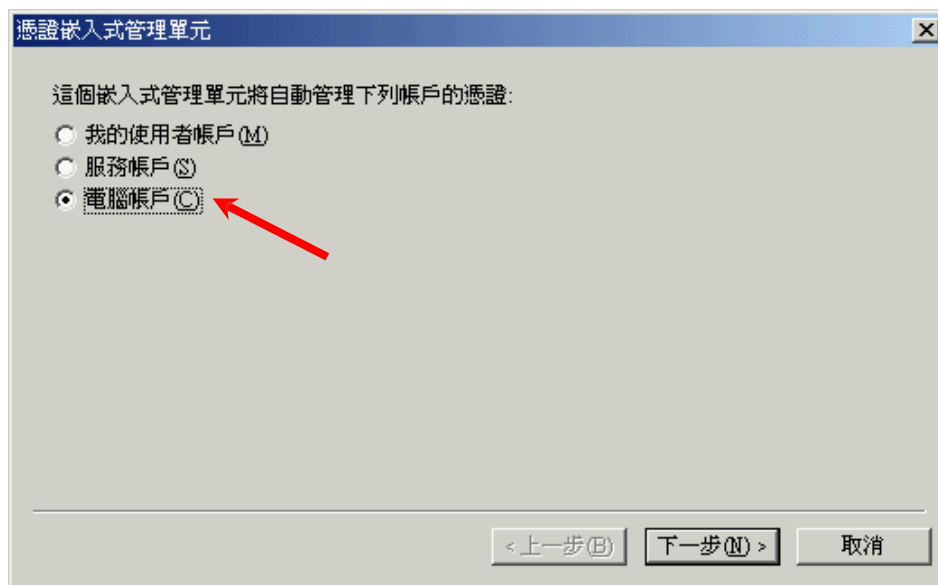 憑證嵌入式管理單元
這個嵌入式管理單元將自動管理下列帳戶的憑證:
我的使用者帳戶(M)
服務帳戶(S)
電腦帳戶(C)
<上一步(B) 下一步(N)> 取消